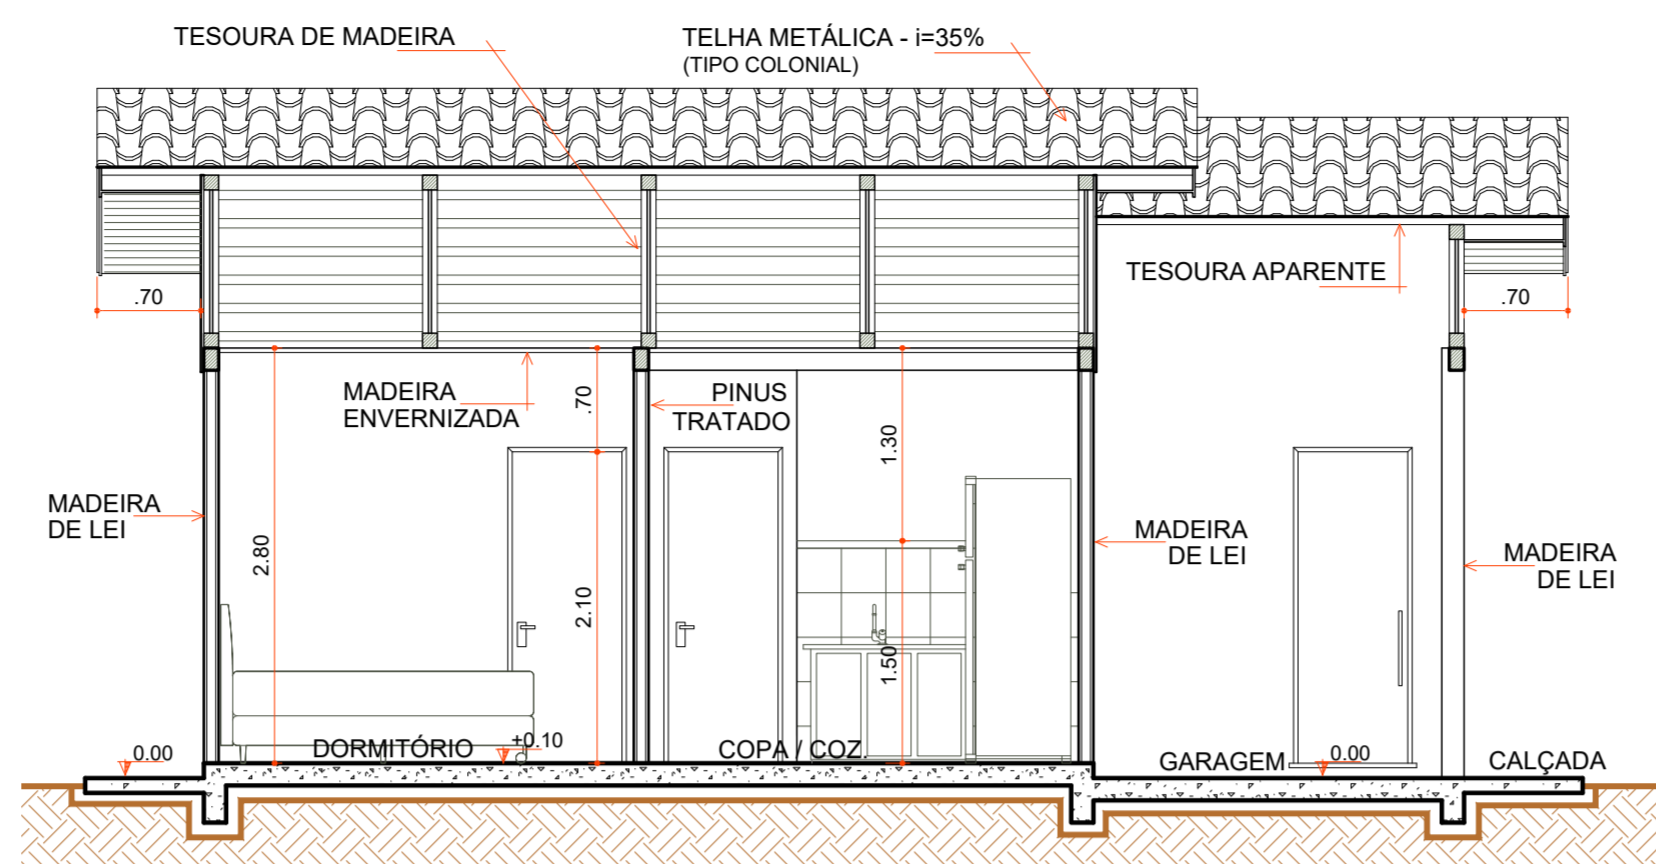 TESOURA DE MADEIRA
TELHA METÁLICA - i=35%
(TIPO COLONIAL)
TESOURA APARENTE
.70
.70
MADEIRA
ENVERNIZADA
.70
PINUS
TRATADO
1.30
MADEIRA
DE LEI
2.80
2.10
1.50
MADEIRA
DE LEI
MADEIRA
DE LEI
0.00
DORMITÓRIO
+0.10
COPA / COZ.
GARAGEM
0.00
CALÇADA